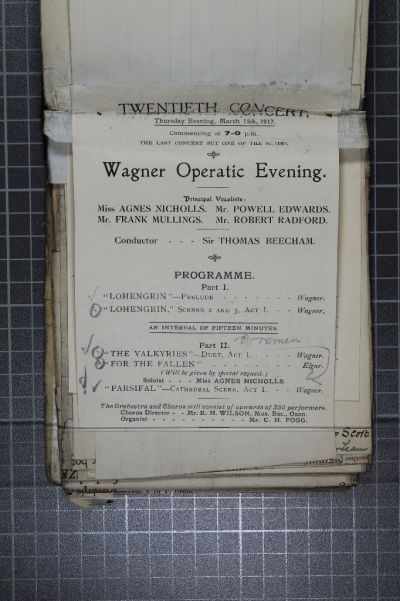 TWENTIETH CONCERT,
Thursday Evening, March 15th, 1917,
Commencing at 7-0 p.m.
THE LAST CONCERT BUT ONE OF THE SERIES.
Wagner Operatic Evening.
Principal Vocalists:
Miss AGNES NICHOLLS. Mr. POWELL EDWARDS.
Mr. FRANK MULLINGS. Mr. ROBERT RADFORD.
Conductor - - - Sir THOMAS BEECHAM.
PROGRAMME.
Part I.
"LOHENGRIN"—PRELUDE - - - - - - Wagner.
"LOHENGRIN," SCENES 2 AND 3, ACT I. - - Wagner.
AN INTERVAL OF FIFTEEN MINUTES.
Part II.
"THE VALKYRIES"—DUET, ACT I. - - - - Wagner.
"FOR THE FALLEN" - - - - - - Elgar.
(Will be given by special request.)
Soloist - - Miss AGNES NICHOLLS.
? "PARSIFAL"—CATHEDRAL SCENE, ACT I. - - Wagner.
The Orchestra and Chorus will consist of upwards of 350 performers.
Chorus Director - - Mr. R. H. WILSON, Mus. Bac., Oxon.
Organist - - - - - - - - - Mr. C. H. FOGG.
Scott